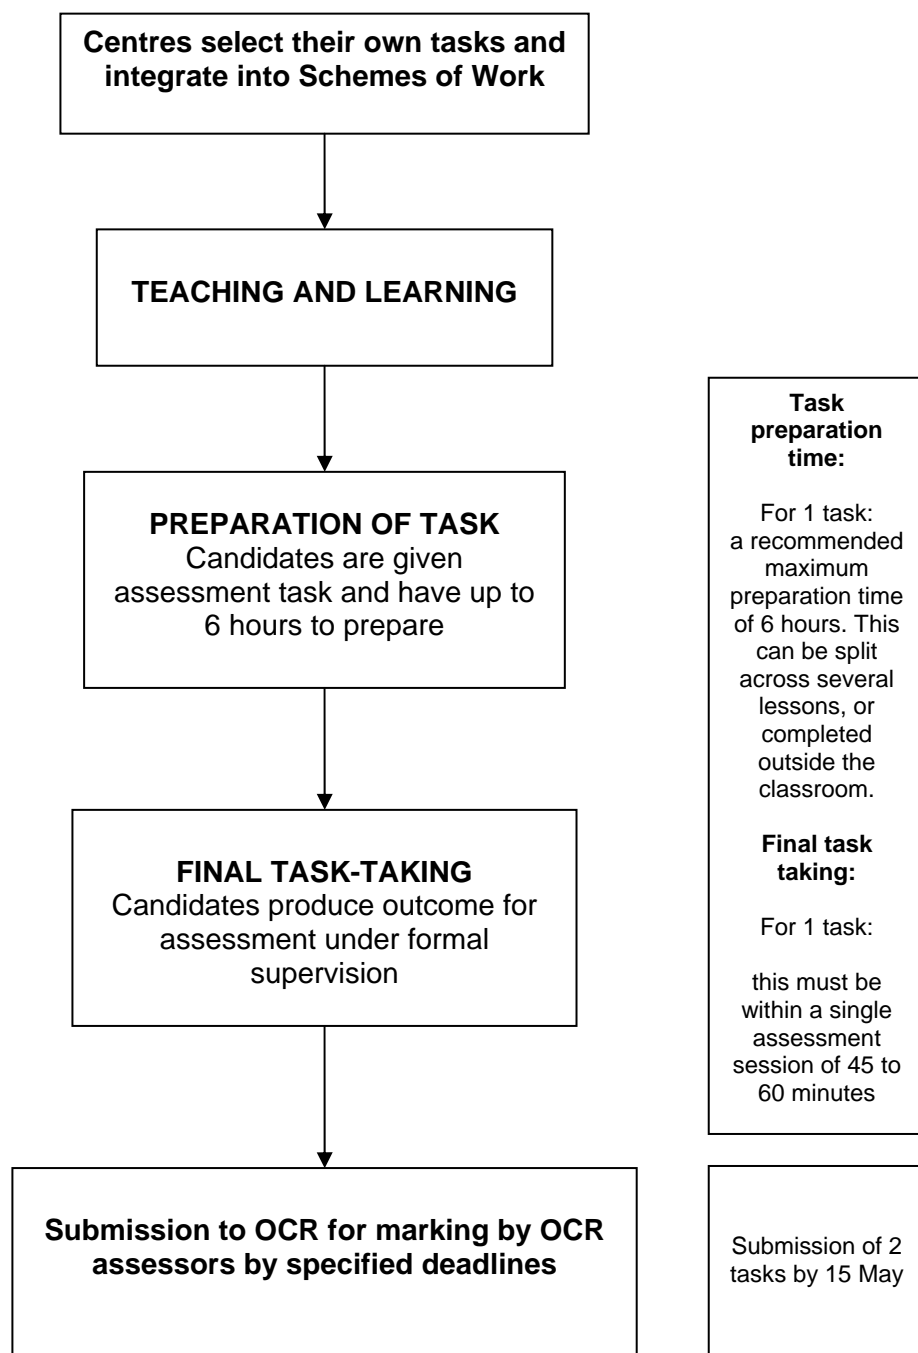 Centres select their own tasks and
integrate into Schemes of Work
TEACHING AND LEARNING
PREPARATION OF TASK
Candidates are given
assessment task and have up to
6 hours to prepare
FINAL TASK-TAKING
Candidates produce outcome for
assessment under formal
supervision
Submission to OCR for marking by OCR
assessors by specified deadlines
Task
preparation
time:
For 1 task:
a recommended
maximum
preparation time
of 6 hours. This
can be split
across several
lessons, or
completed
outside the
classroom.
Final task
taking:
For 1 task:
this must be
within a single
assessment
session of 45 to
60 minutes
Submission of 2
tasks by 15 May